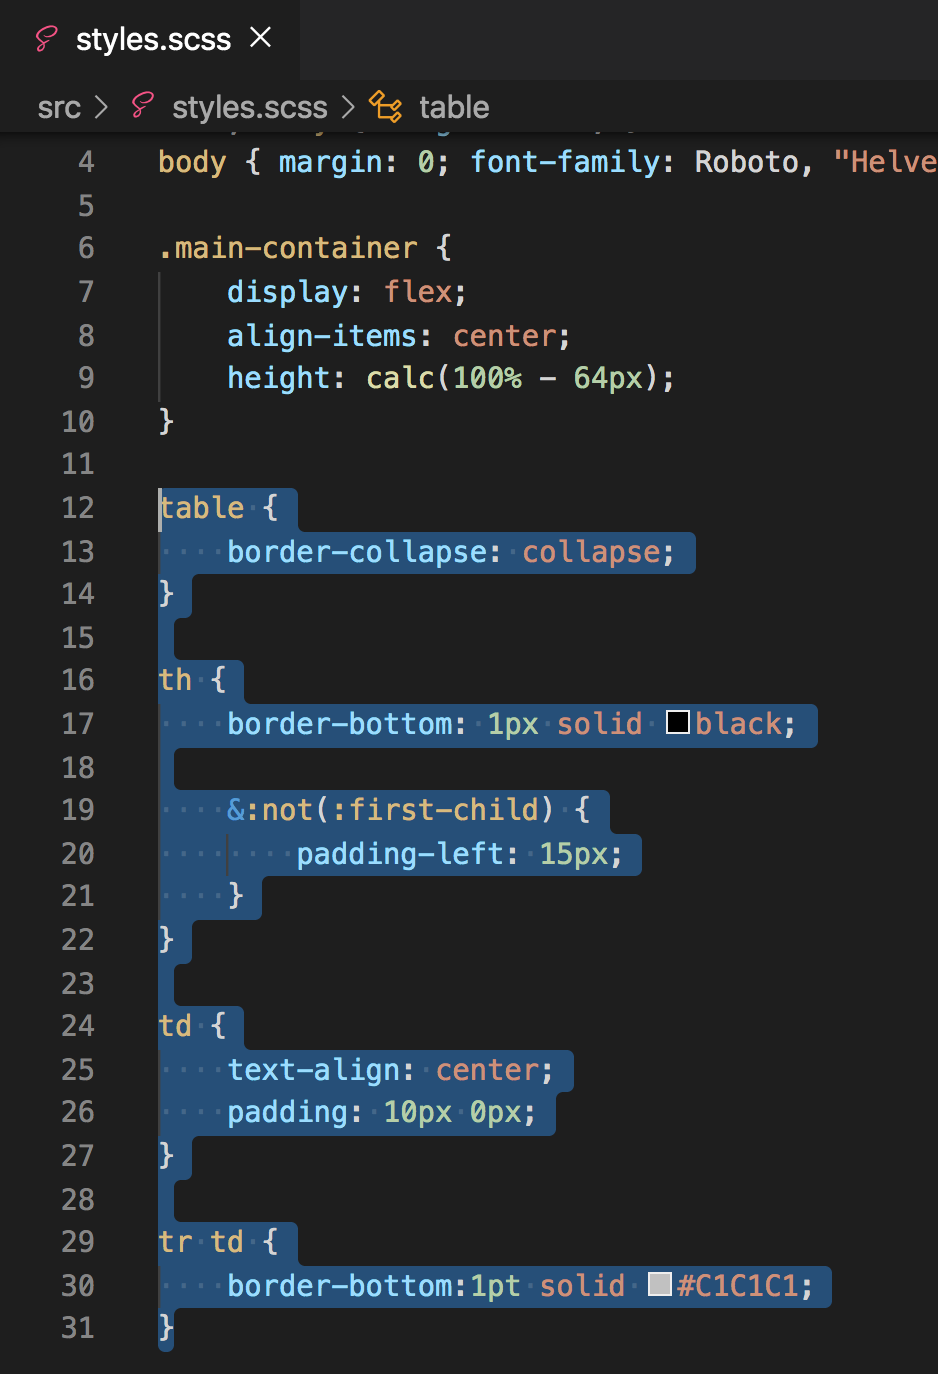 styles.scss
src > styles.scss > table
4 body { margin: 0; font-family: Roboto, "Helve
5
6 .main-container {
7     display: flex;
8     align-items: center;
9     height: calc(100% - 64px);
10 }
11
12 table {
13     border-collapse: collapse;
14 }
15
16 th {
17     border-bottom: 1px solid black;
18
19     &:not(:first-child) {
20         padding-left: 15px;
21     }
22 }
23
24 td {
25     text-align: center;
26     padding: 10px 0px;
27 }
28
29 tr td {
30     border-bottom:1pt solid #C1C1C1;
31 }